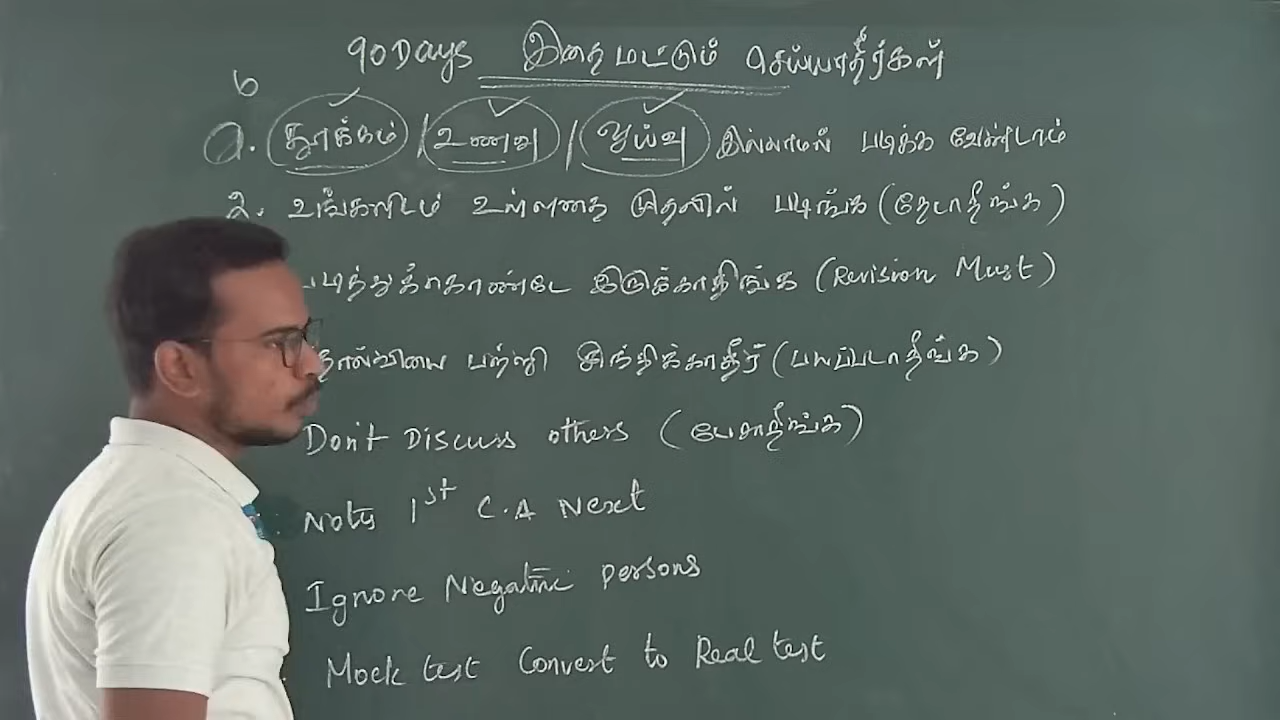 90 Days இதை மட்டும் செய்யாதீர்கள்
6
தூக்கம் / உணவு / ஓய்வு இல்லாமல் படிக்க வேண்டாம்
2. உங்களிடம் உள்ளதை முதலில் படிங்க (தேடாதீங்க)
படித்துக்கொண்டே இருக்காதிங்க (Revision Must)
தோல்வியை பற்றி சிந்திக்காதீர் (பயப்படாதீங்க)
Don't Discuss others (பேசாதீங்க)
Notes 1st C.A Next
Ignore Negative persons
Mock test Convert to Real test